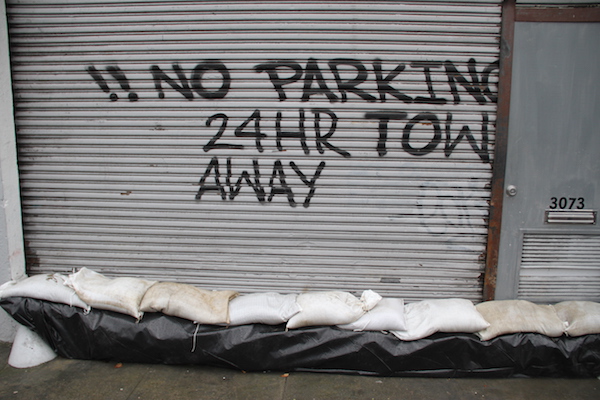 !! NO PARKING
24HR TOW
AWAY
3073